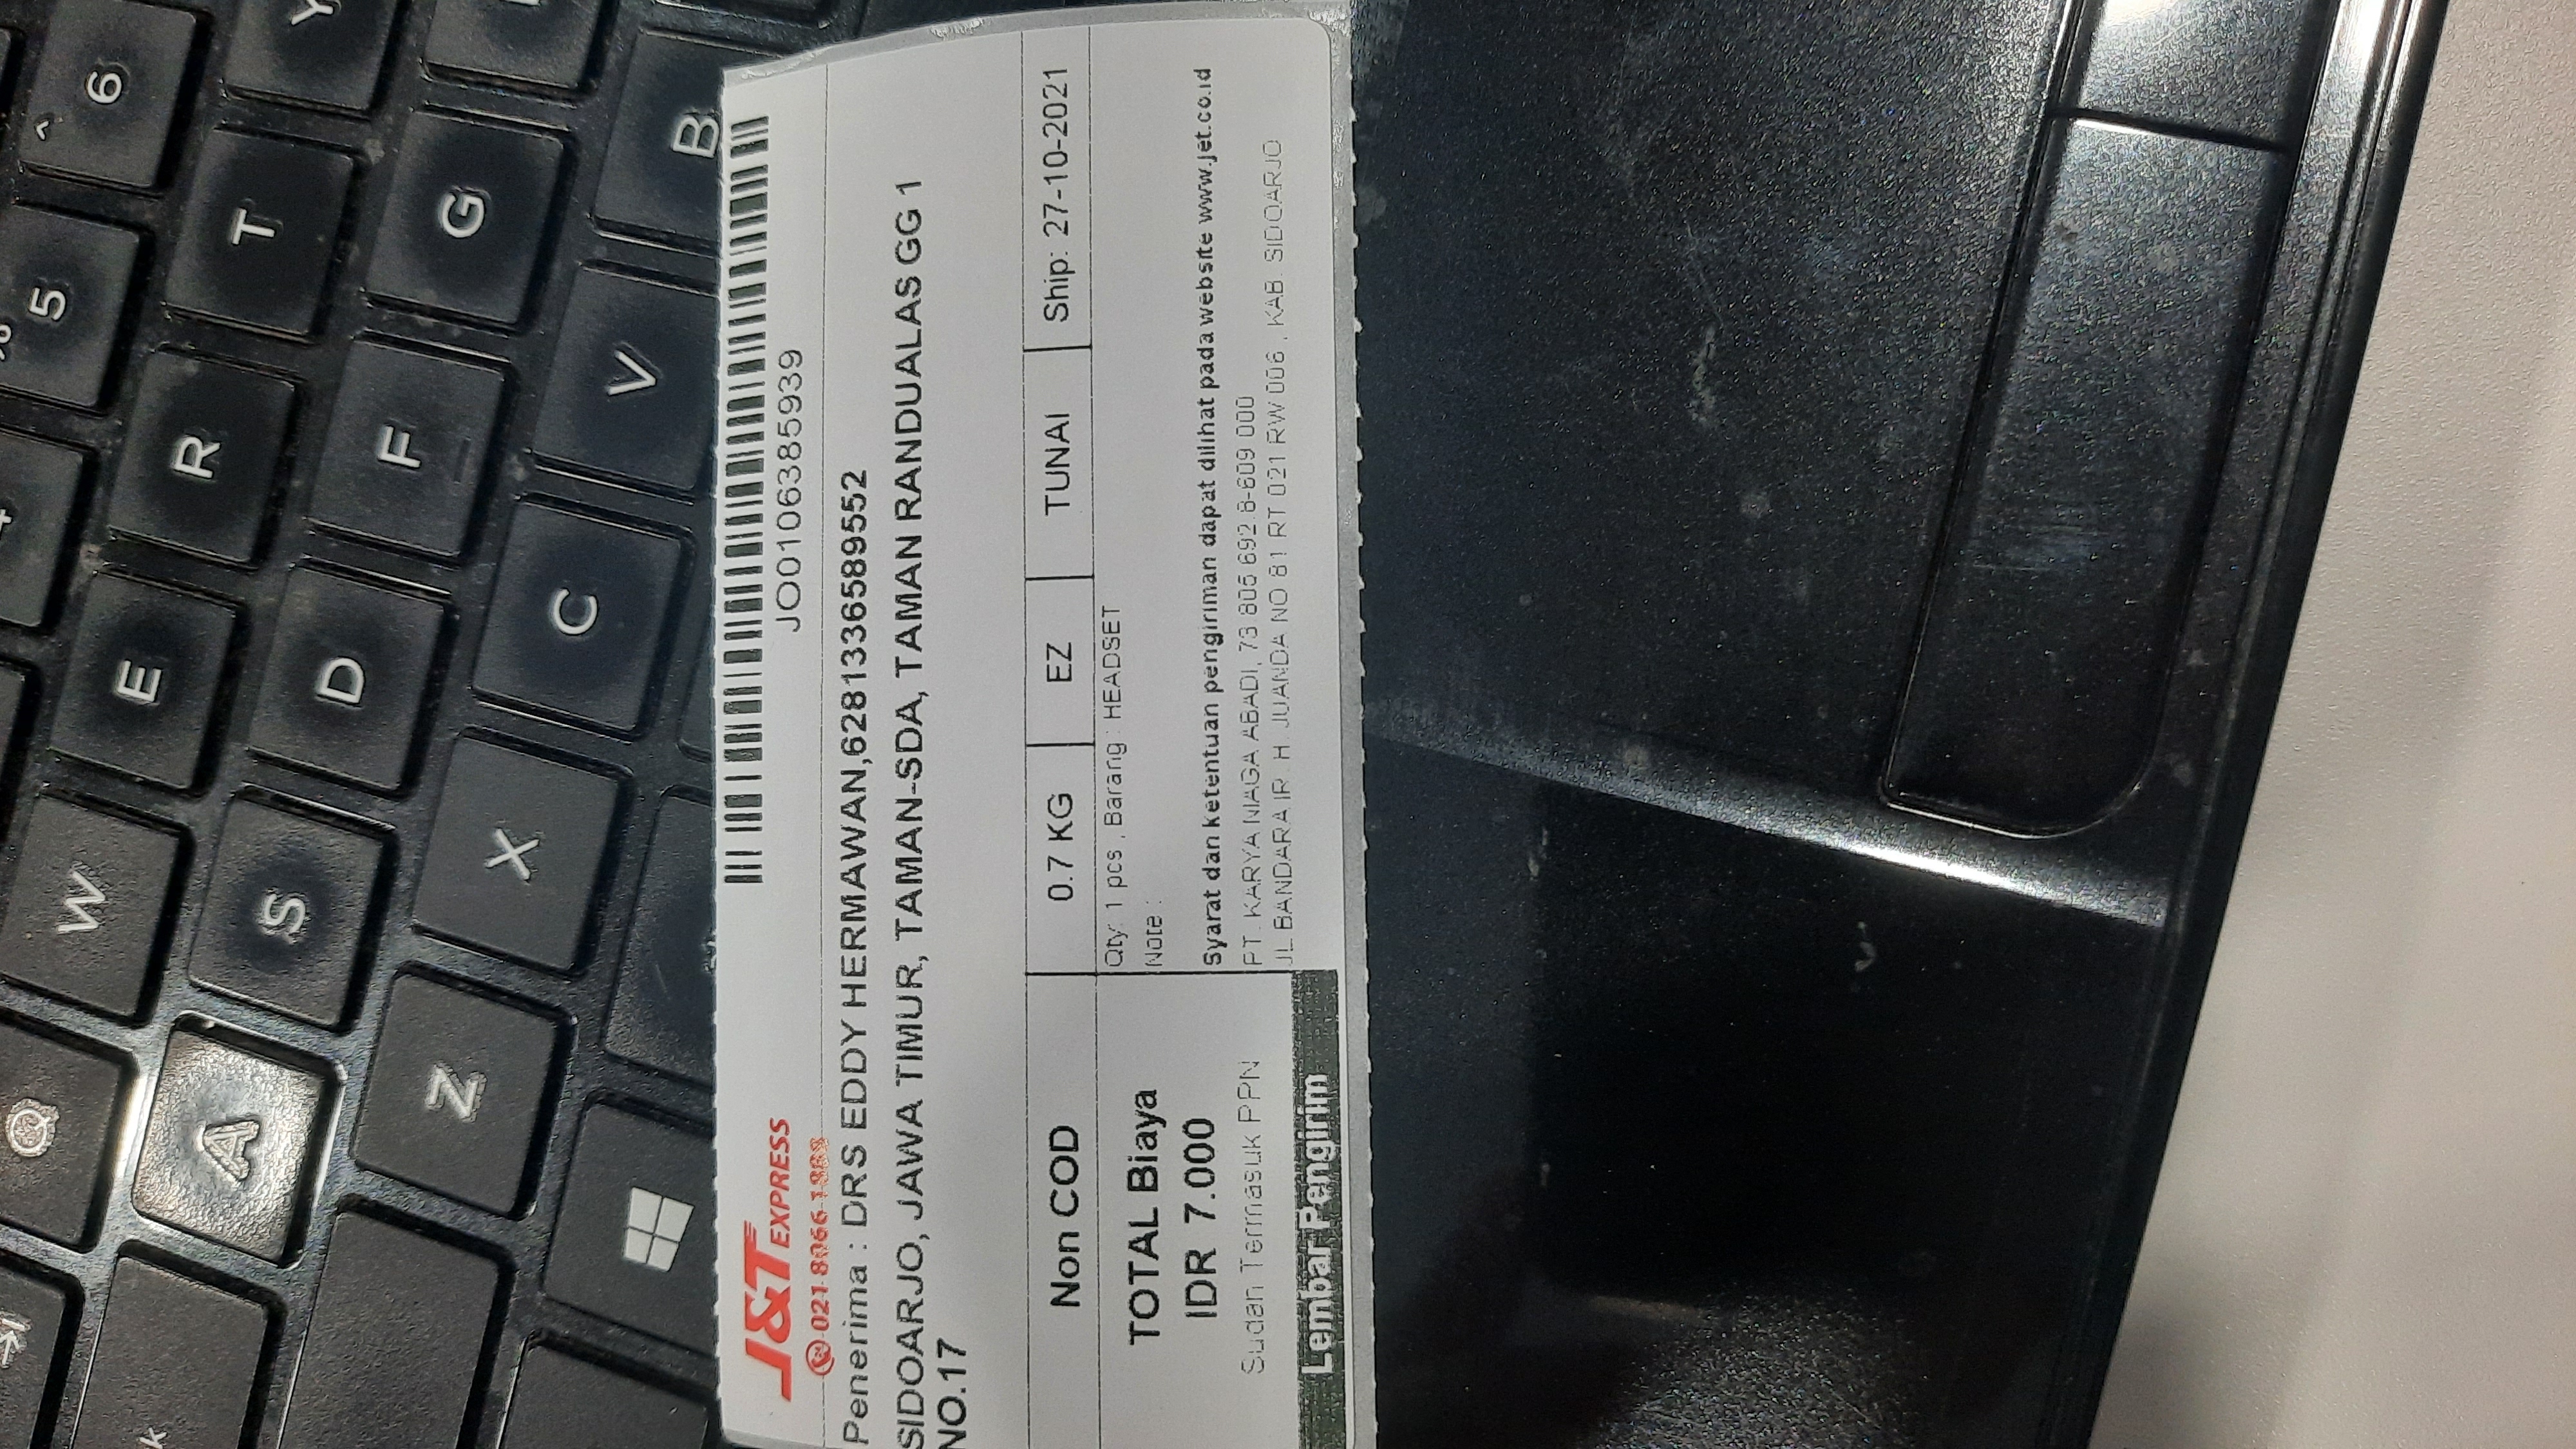 Q
W
E
R
T
Y
5
^
6
A
S
D
F
G
Z
X
C
V
B
k
J&T EXPRESS
021 8066 1888
JO0106385939
Penerima : DRS EDDY HERMAWAN,6281336589552
SIDOARJO, JAWA TIMUR, TAMAN-SDA, TAMAN RANDUALAS GG 1
NO.17
Non COD
0.7 KG
EZ
TUNAI
Ship: 27-10-2021
TOTAL Biaya
IDR 7.000
Sudah Termasuk PPN
Lembar Pengirim
Qty: 1 pcs , Barang : HEADSET
Note :
Syarat dan ketentuan pengiriman dapat dilihat pada website www.jet.co.id
PT. KARYA NIAGA ABADI, 73 805 692.8-609 000
JL BANDARA IR. H. JUANDA NO 81 RT 021 RW 006 , KAB. SIDOARJO